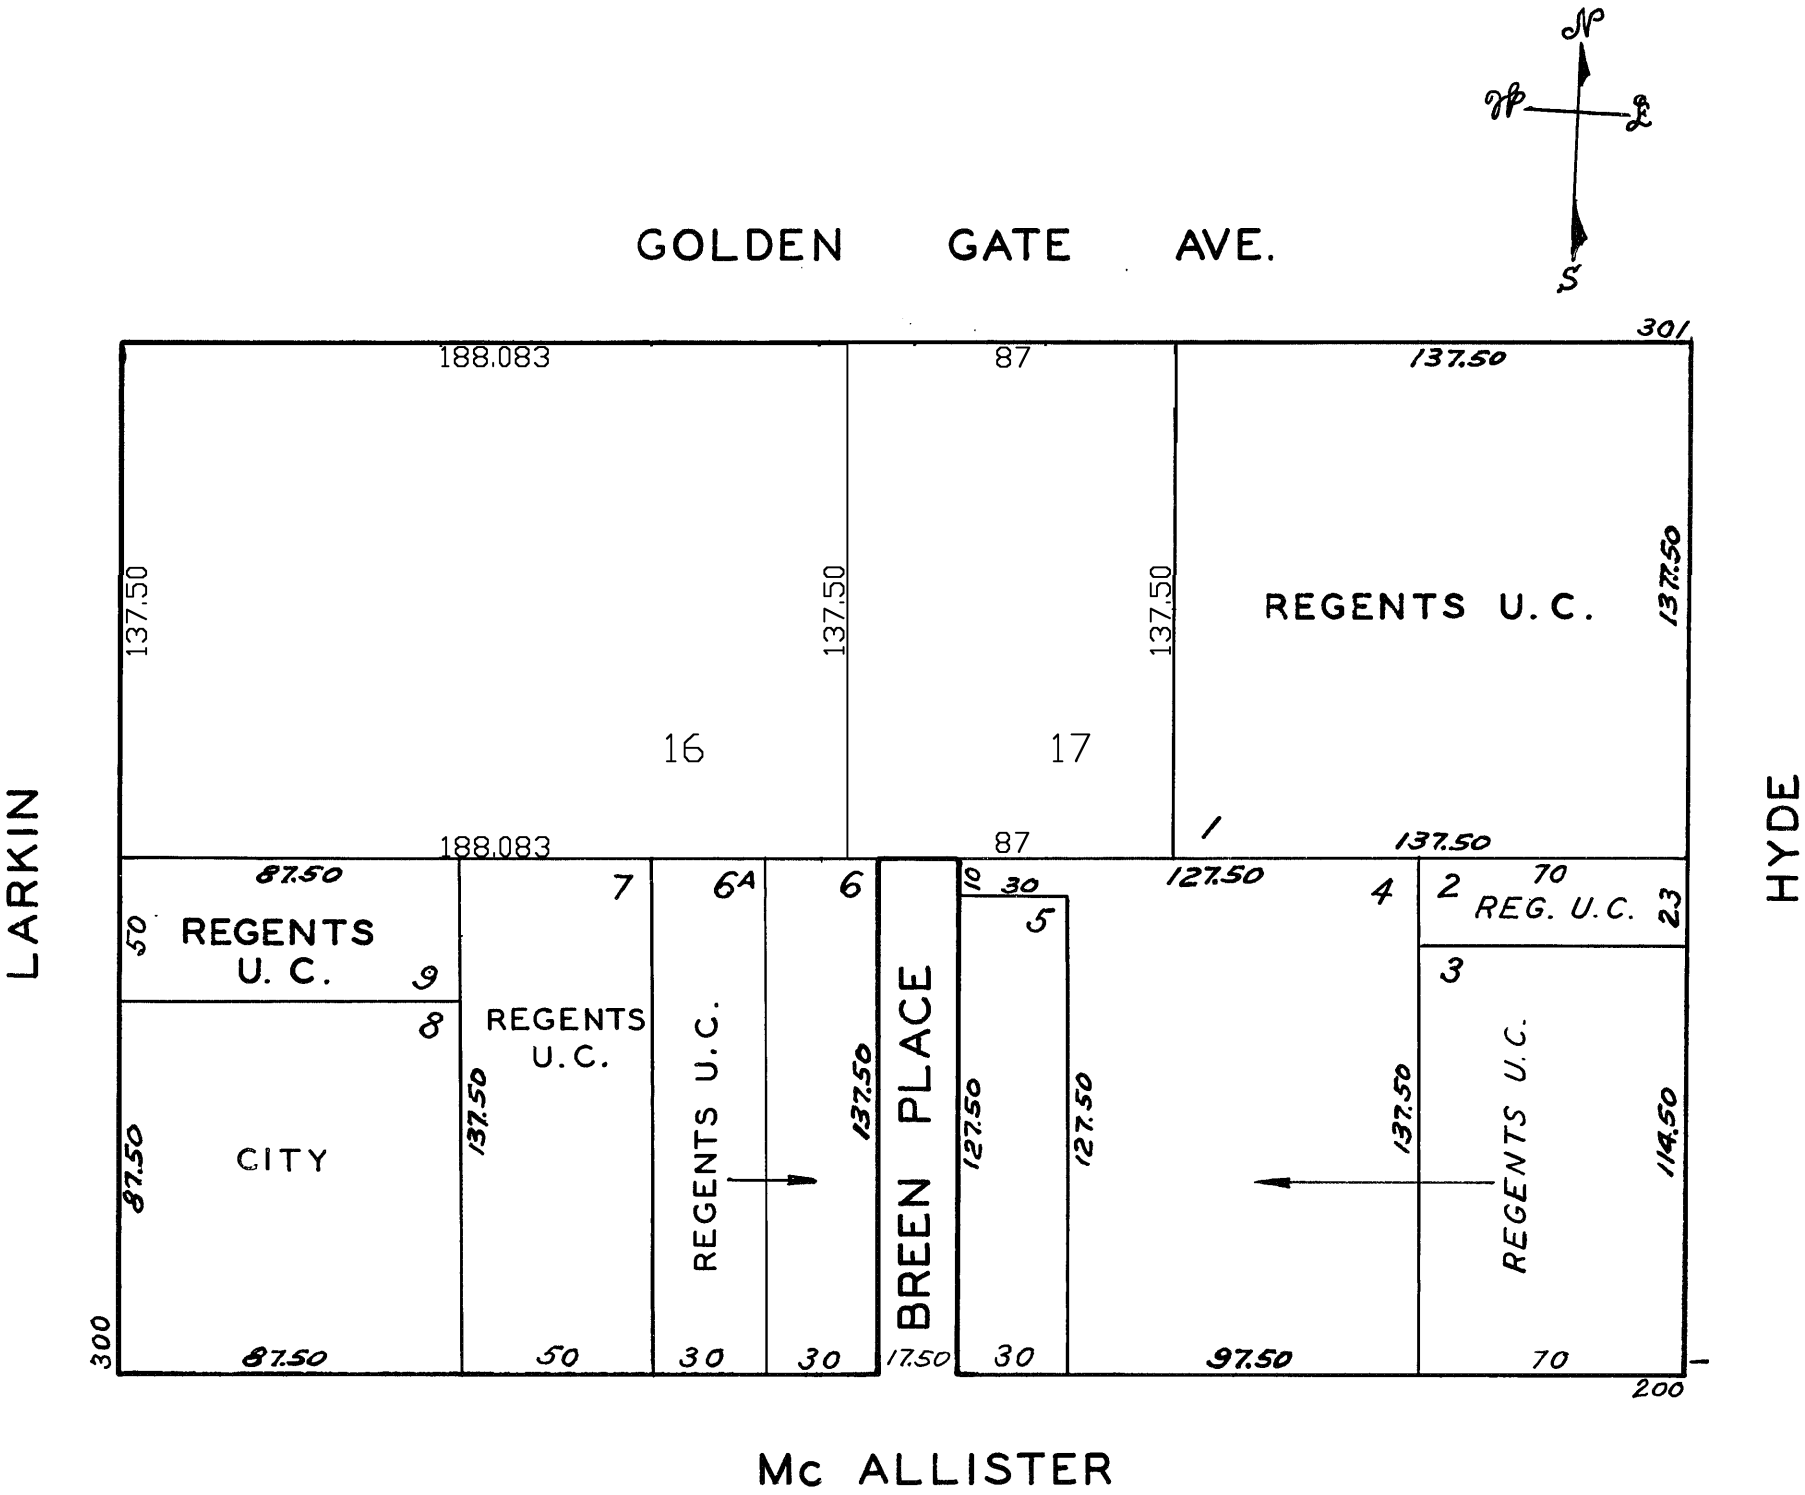 N
W E
S
GOLDEN GATE AVE.
301
188.083
87
137.50
137.50
137.50
137.50
137.50
REGENTS U.C.
16
17
1
188.083
87
137.50
LARKIN
HYDE
87.50
50
REGENTS
U.C.
9
7
6A
6
10
30
5
127.50
4
2
70
REG. U.C.
23
3
8
CITY
87.50
137.50
REGENTS
U.C.
REGENTS U.C.
137.50
BREEN PLACE
127.50
127.50
137.50
REGENTS U.C.
114.50
300
87.50
50
30
30
17.50
30
97.50
70
200
Mc ALLISTER